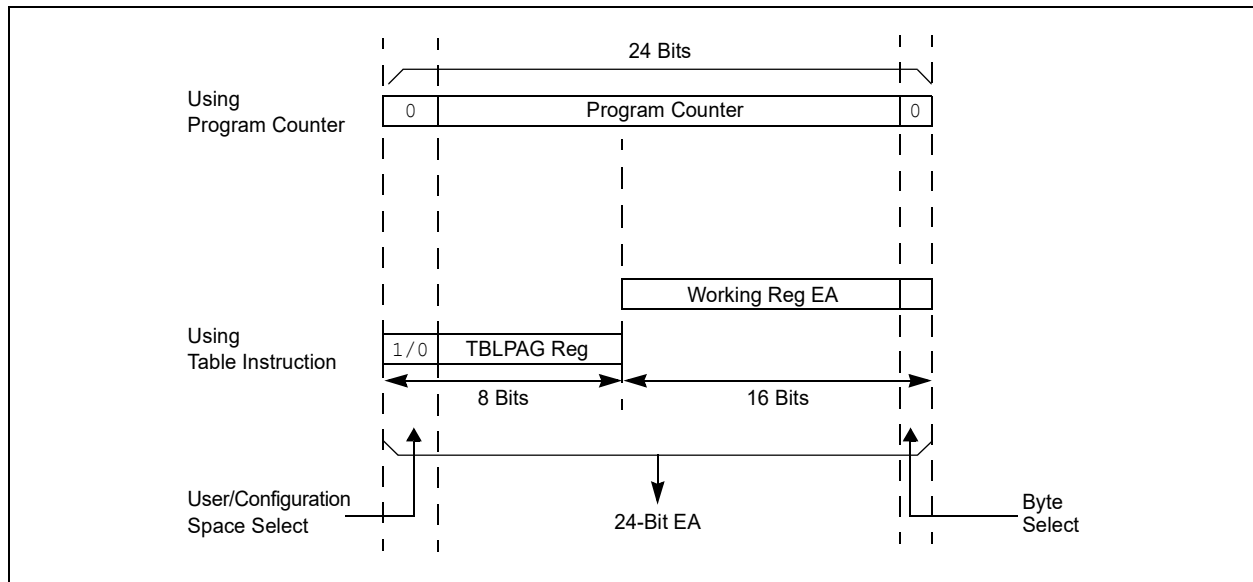 24 Bits
Using
Program Counter
0
Program Counter
0
Working Reg EA
Using
Table Instruction
1/0
TBLPAG Reg
8 Bits
16 Bits
User/Configuration
Space Select
24-Bit EA
Byte
Select